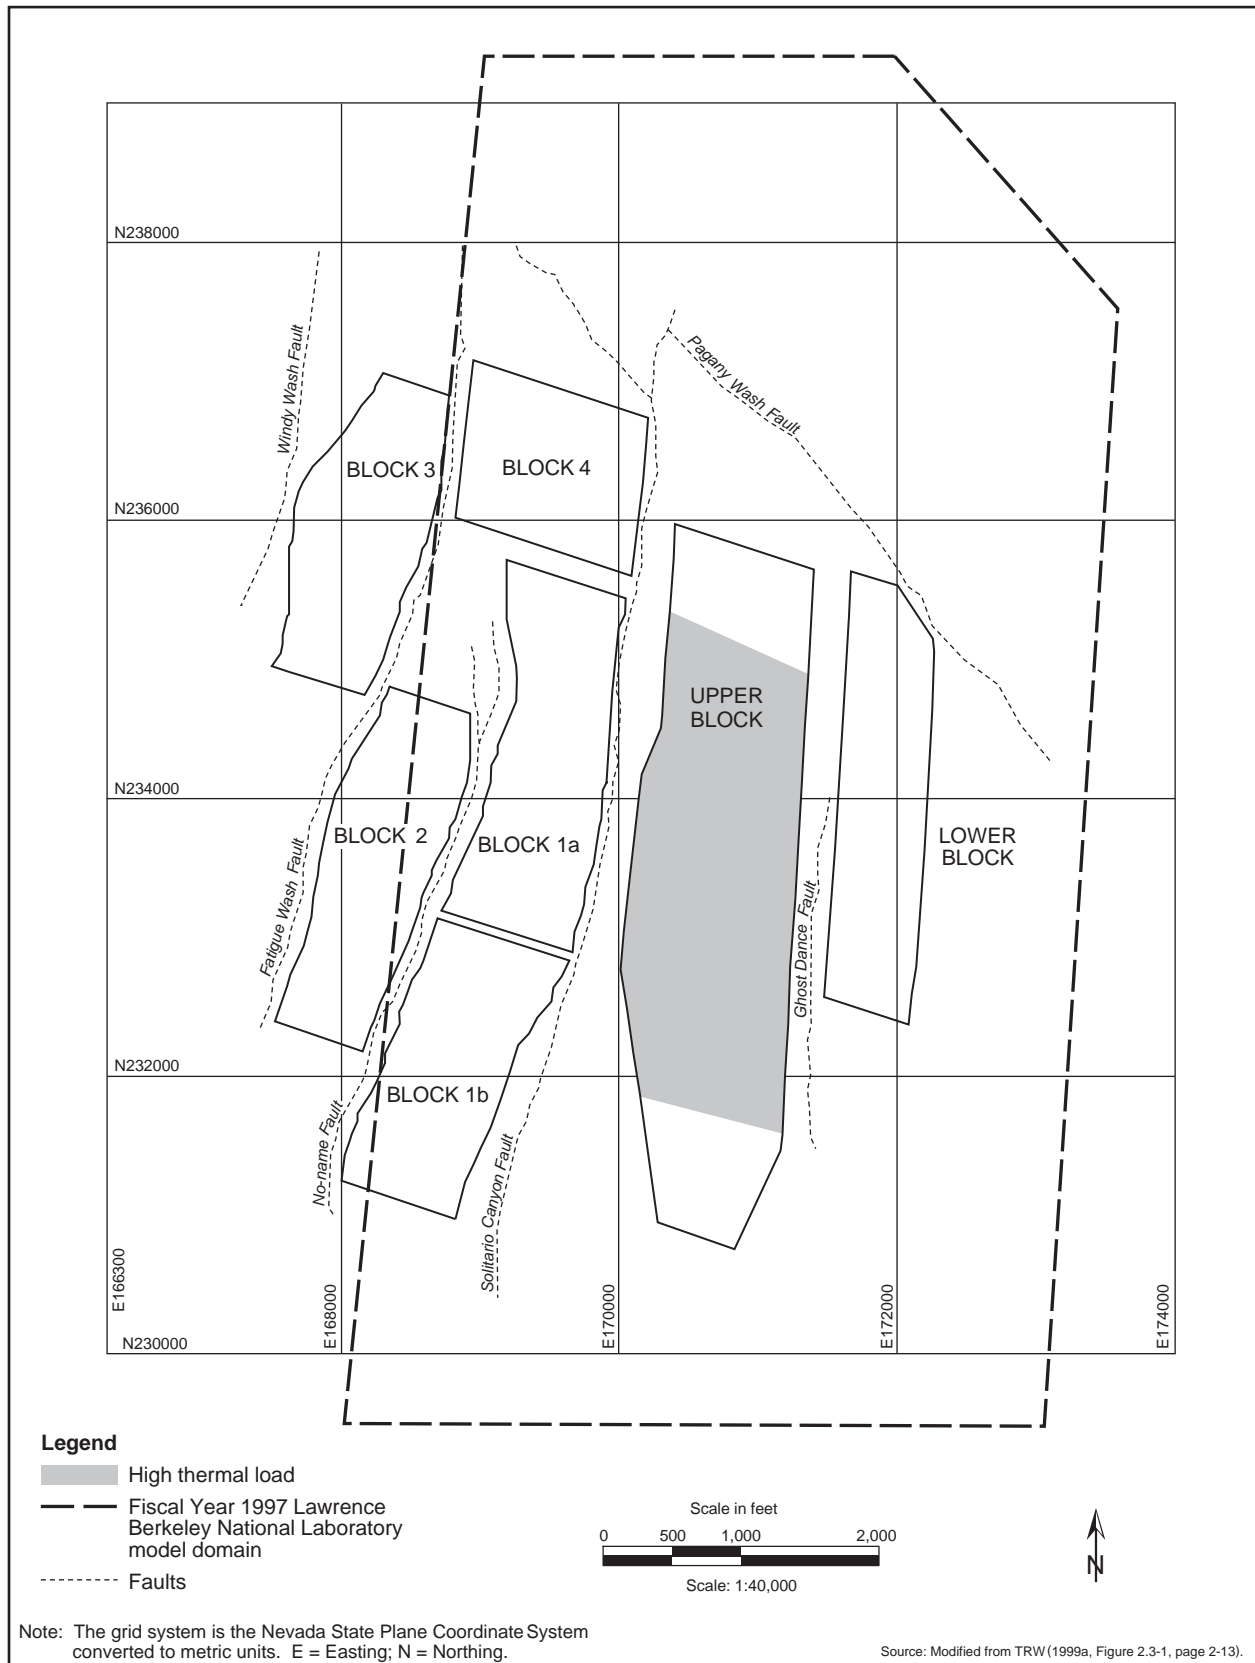 N238000
Windy Wash Fault
Pagany Wash Fault
BLOCK 3
BLOCK 4
N236000
UPPER
BLOCK
N234000
BLOCK 2
BLOCK 1a
LOWER
BLOCK
Fatigue Wash Fault
Ghost Dance Fault
N232000
BLOCK 1b
No-name Fault
Solitario Canyon Fault
E166300
E168000
E170000
E172000
E174000
N230000
Legend
High thermal load
Fiscal Year 1997 Lawrence
Berkeley National Laboratory
model domain
Faults
Scale in feet
0 500 1,000 2,000
Scale: 1:40,000
N
Note: The grid system is the Nevada State Plane Coordinate System
converted to metric units. E = Easting; N = Northing.
Source: Modified from TRW (1999a, Figure 2.3-1, page 2-13).